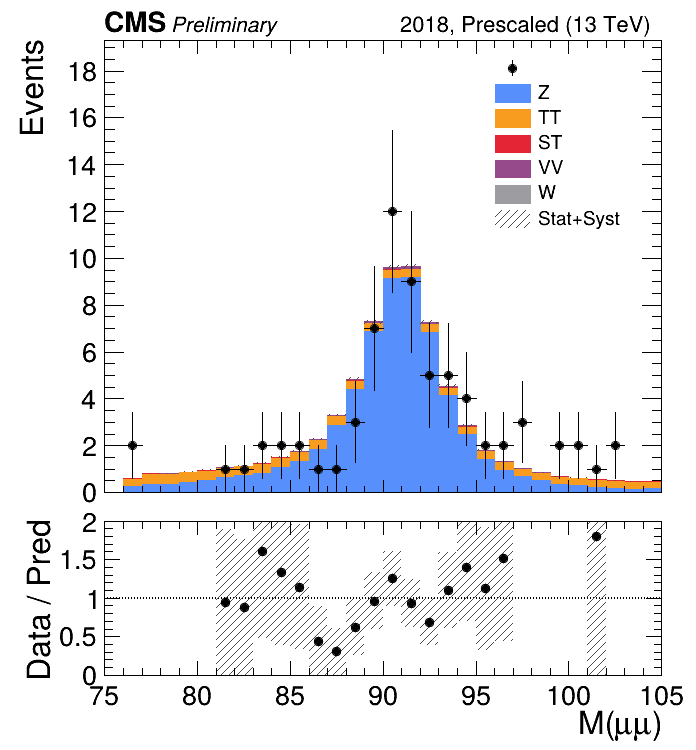 CMS Preliminary 2018, Prescaled (13 TeV)
Events
18
16
14
12
10
8
6
4
2
0
Z
TT
ST
VV
W
Stat+Syst
Data / Pred
2
1.5
1
0.5
0
75 80 85 90 95 100 105
M(μμ)